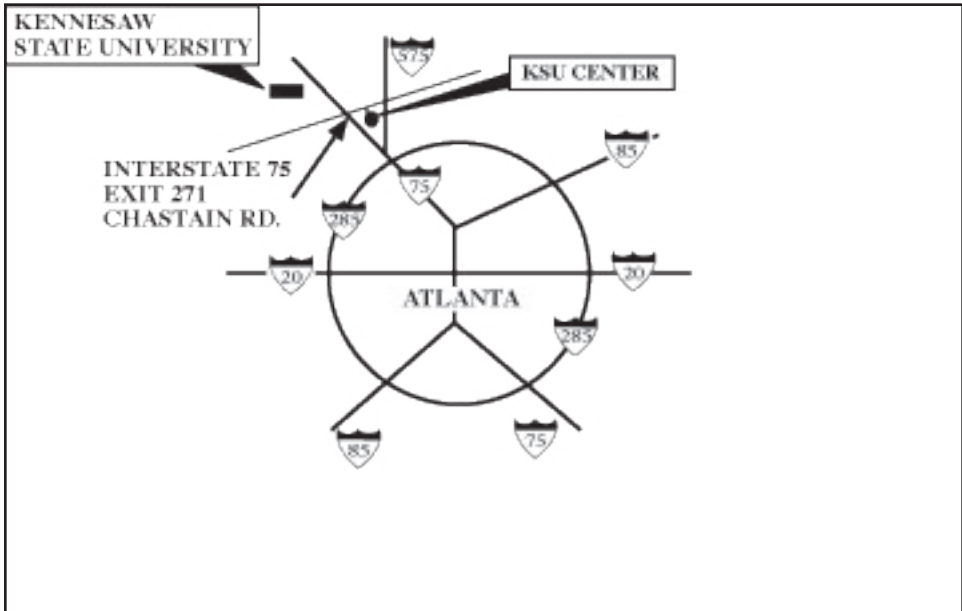 KENNESAW
STATE UNIVERSITY
575
KSU CENTER
INTERSTATE 75
EXIT 271
CHASTAIN RD.
85
75
285
20
20
ATLANTA
285
85
75